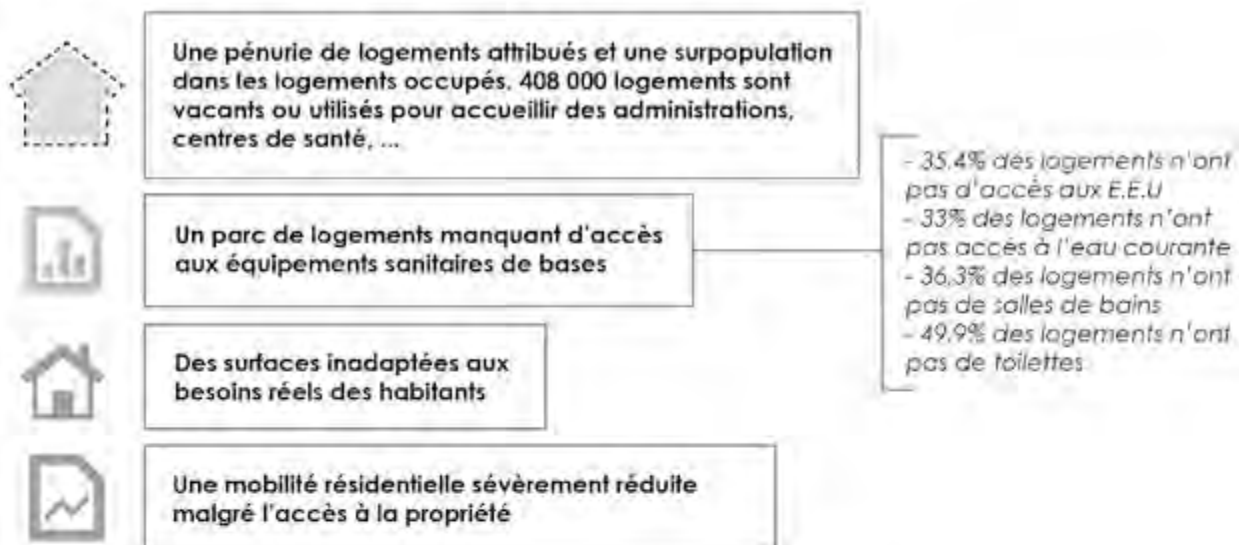 Une pénurie de logements attribués et une surpopulation
dans les logements occupés. 408 000 logements sont
vacants ou utilisés pour accueillir des administrations,
centres de santé, ...
Un parc de logements manquant d'accès
aux équipements sanitaires de bases
- 35.4% des logements n'ont
pas d'accès aux E.E.U
- 33% des logements n'ont
pas accès à l'eau courante
- 36.3% des logements n'ont
pas de salles de bains
- 49.9% des logements n'ont
pas de toilettes
Des surfaces inadaptées aux
besoins réels des habitants
Une mobilité résidentielle sévèrement réduite
malgré l'accès à la propriété